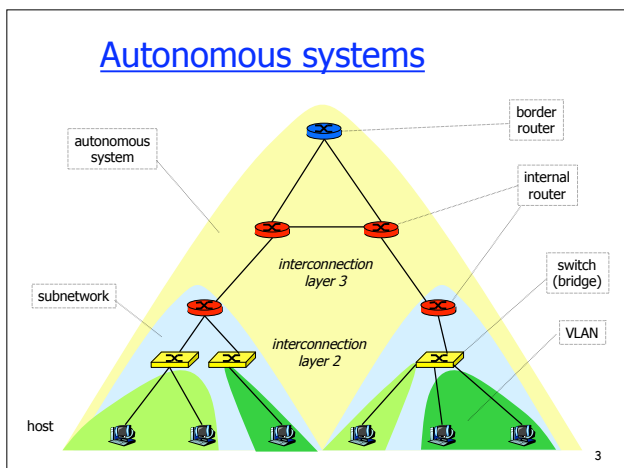 Autonomous systems
border
router
autonomous
system
internal
router
interconnection
layer 3
switch
(bridge)
subnetwork
interconnection
layer 2
VLAN
host
3